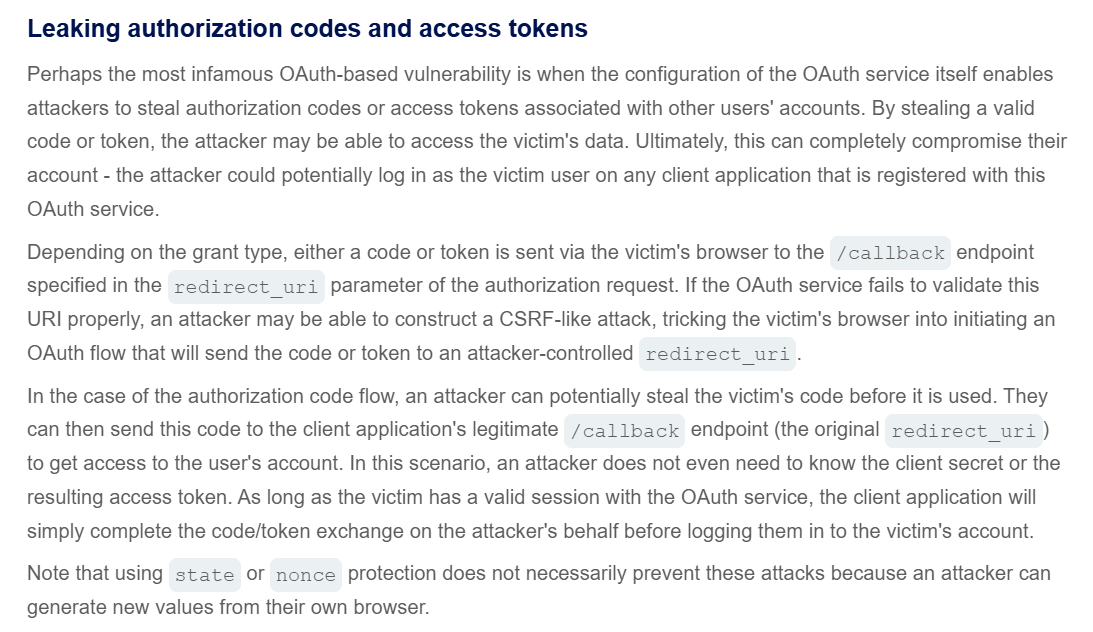 Leaking authorization codes and access tokens
Perhaps the most infamous OAuth-based vulnerability is when the configuration of the OAuth service itself enables
attackers to steal authorization codes or access tokens associated with other users' accounts. By stealing a valid
code or token, the attacker may be able to access the victim's data. Ultimately, this can completely compromise their
account - the attacker could potentially log in as the victim user on any client application that is registered with this
OAuth service.
Depending on the grant type, either a code or token is sent via the victim's browser to the /callback endpoint
specified in the redirect_uri parameter of the authorization request. If the OAuth service fails to validate this
URI properly, an attacker may be able to construct a CSRF-like attack, tricking the victim's browser into initiating an
OAuth flow that will send the code or token to an attacker-controlled redirect_uri.
In the case of the authorization code flow, an attacker can potentially steal the victim's code before it is used. They
can then send this code to the client application's legitimate /callback endpoint (the original redirect_uri)
to get access to the user's account. In this scenario, an attacker does not even need to know the client secret or the
resulting access token. As long as the victim has a valid session with the OAuth service, the client application will
simply complete the code/token exchange on the attacker's behalf before logging them in to the victim's account.
Note that using state or nonce protection does not necessarily prevent these attacks because an attacker can
generate new values from their own browser.